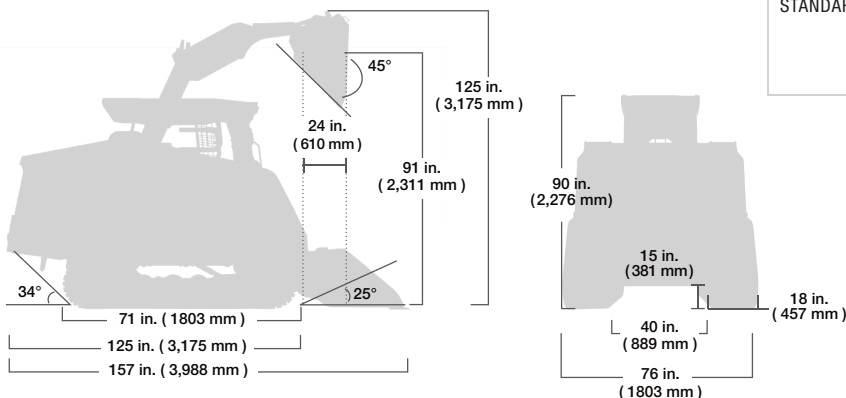 STANDAR
45°
125 in.
( 3,175 mm )
24 in.
( 610 mm )
91 in.
( 2,311 mm )
90 in.
( 2,276 mm)
15 in.
( 381 mm )
34°
25°
18 in.
( 457 mm)
71 in. ( 1803 mm )
40 in.
( 889 mm )
125 in. ( 3,175 mm )
157 in. ( 3,988 mm )
76 in.
( 1803 mm )